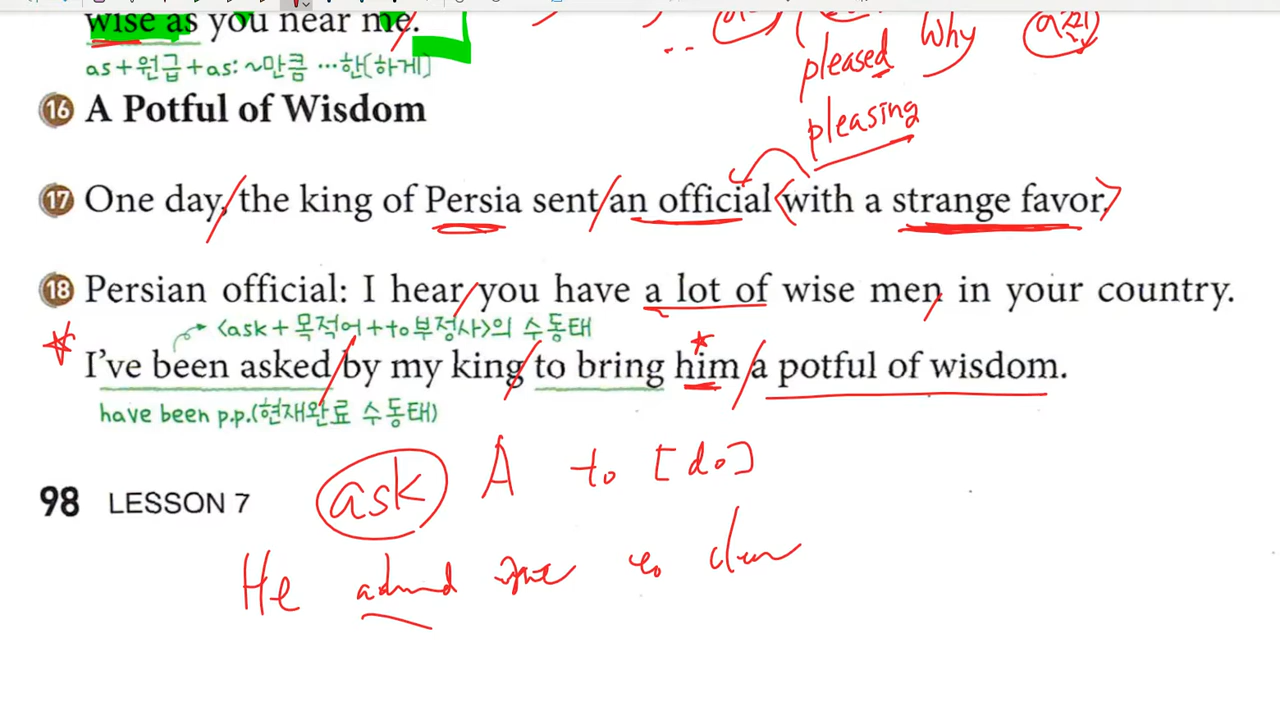 wise as you hear me.
as+원급+as: ~만큼 …한[하게]
pleased
why
pleasing
16 A Potful of Wisdom
17 One day, the king of Persia sent an official with a strange favor.
18 Persian official: I hear you have a lot of wise men in your country.
<ask+목적어+to부정사>의 수동태
I've been asked by my king to bring him a potful of wisdom.
have been p.p.(현재완료 수동태)
ask A to [do]
98 LESSON 7
He